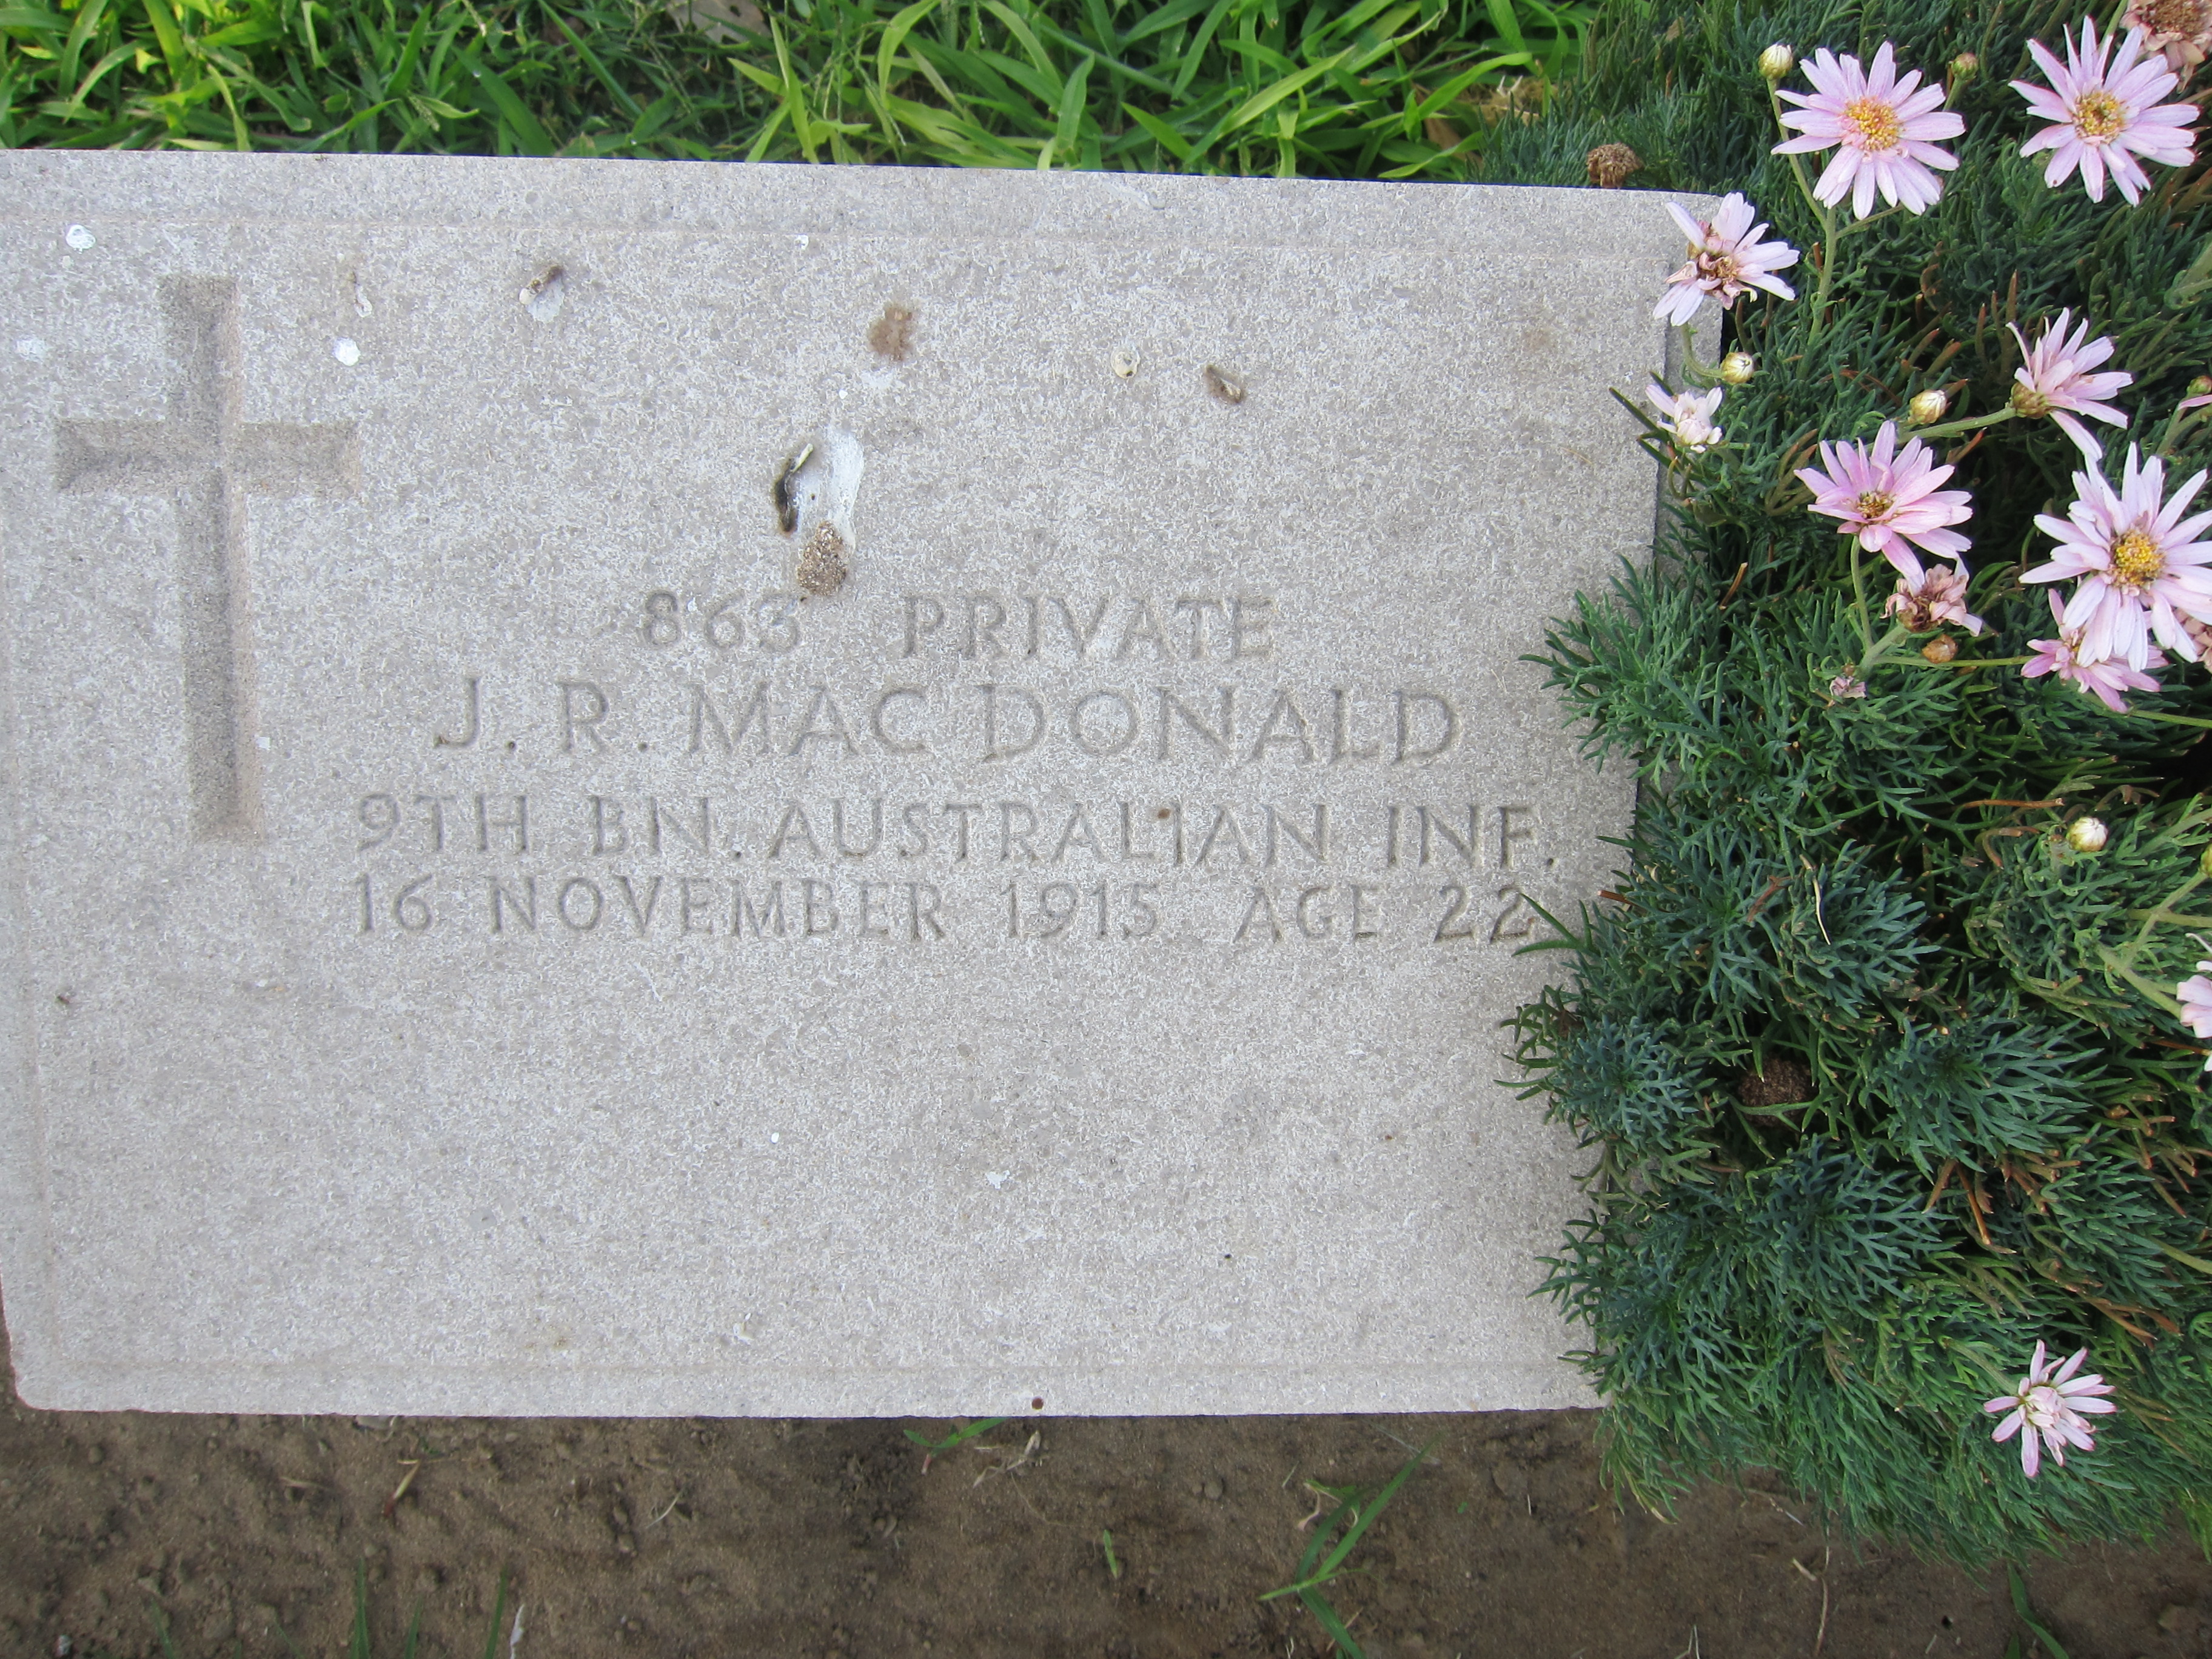 863 PRIVATE
J. R. MAC DONALD
9TH BN. AUSTRALIAN INF.
16 NOVEMBER 1915 AGE 22